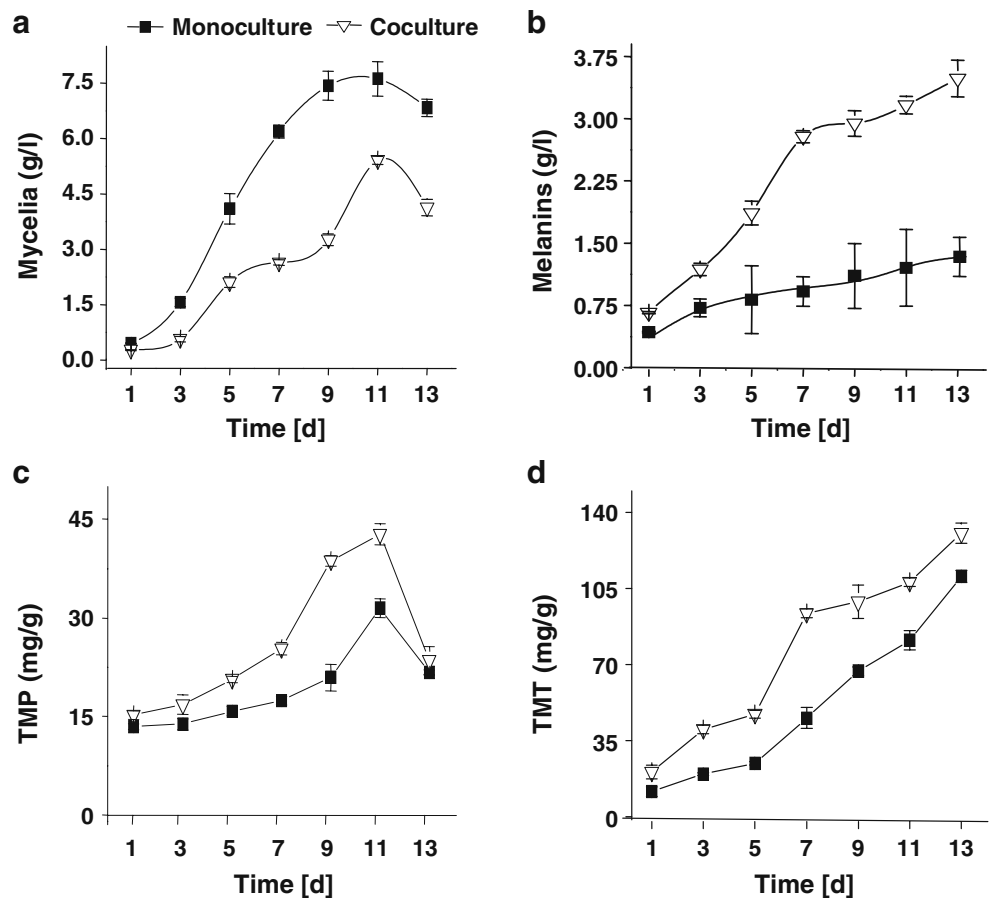 a
Monoculture
Coculture
Mycelia (g/l)
7.5
6.0
4.5
3.0
1.5
0.0
1 3 5 7 9 11 13
Time [d]
b
Melanins (g/l)
3.75
3.00
2.25
1.50
0.75
0.00
1 3 5 7 9 11 13
Time [d]
c
TMP (mg/g)
45
30
15
0
1 3 5 7 9 11 13
Time [d]
d
TMT (mg/g)
140
105
70
35
0
1 3 5 7 9 11 13
Time [d]